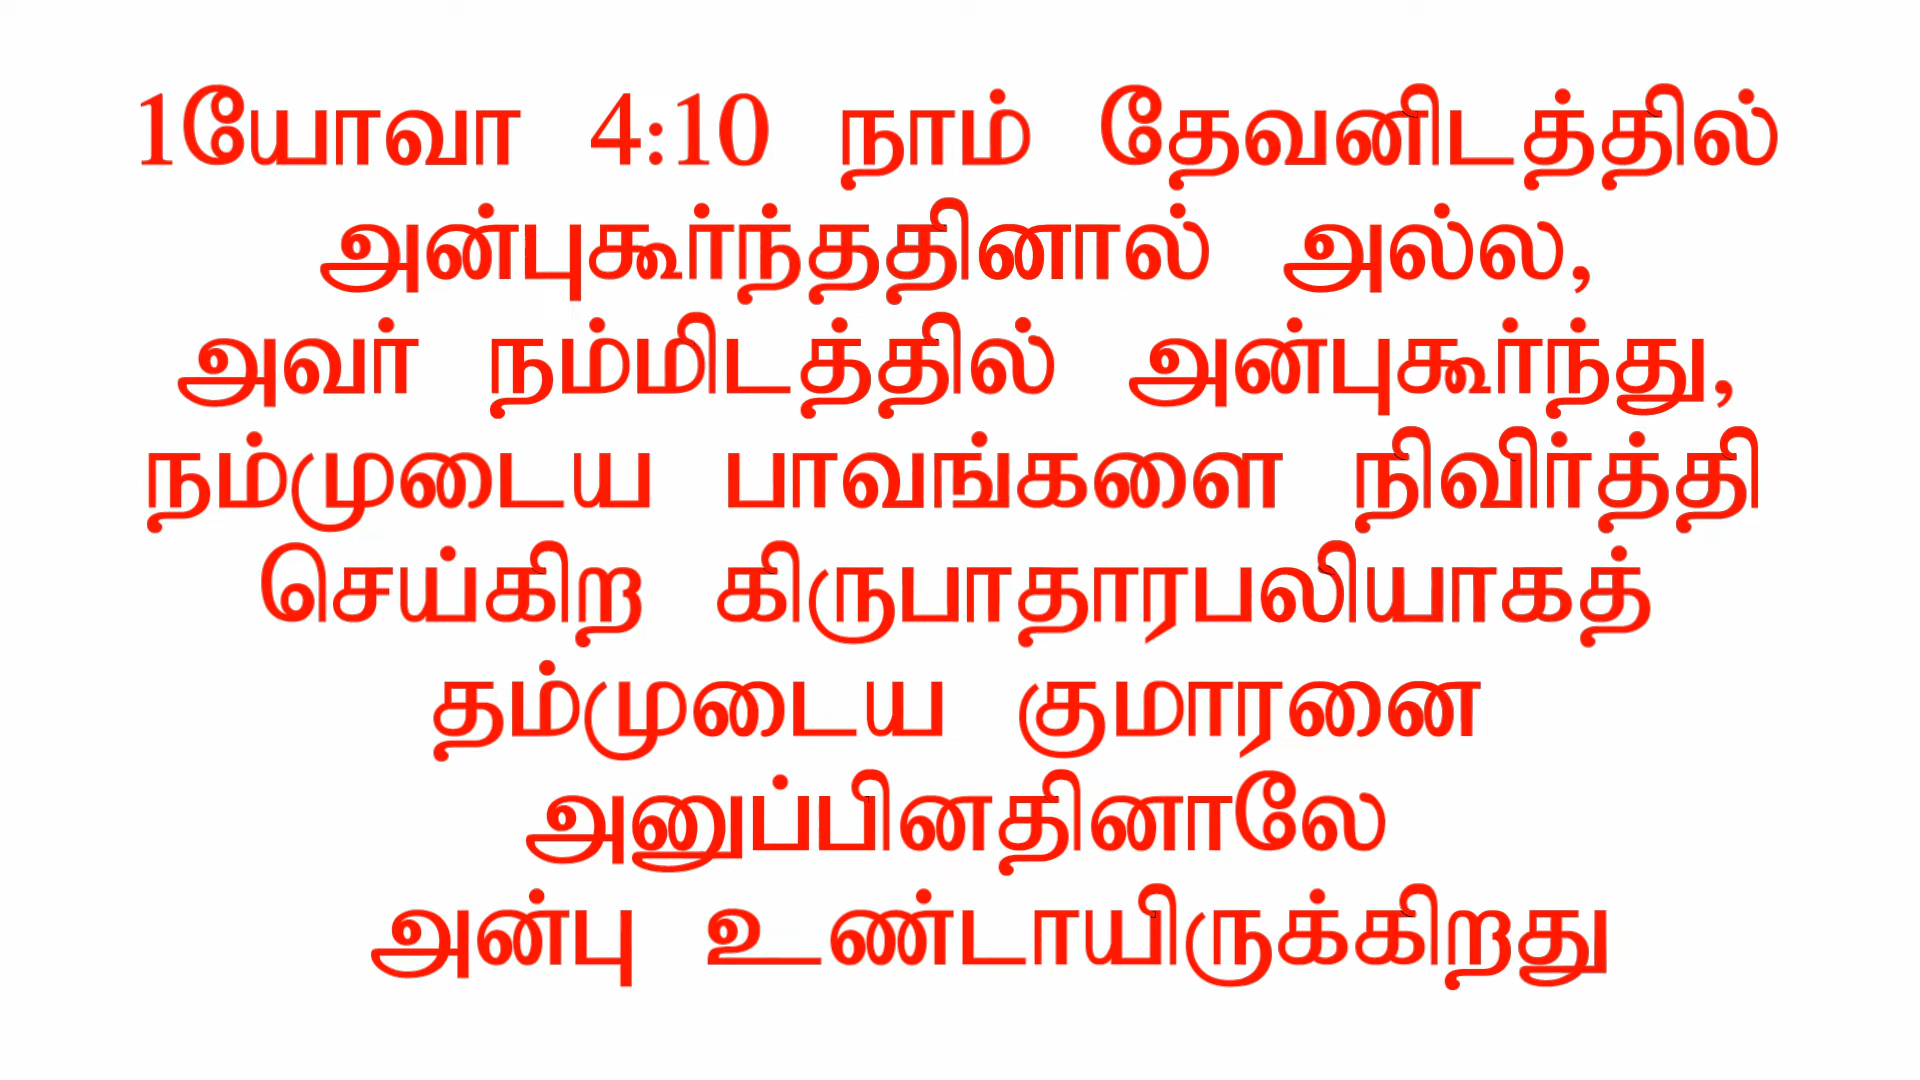 1யோவா 4:10 நாம் தேவனிடத்தில்
அன்புகூர்ந்ததினால் அல்ல,
அவர் நம்மிடத்தில் அன்புகூர்ந்து,
நம்முடைய பாவங்களை நிவிர்த்தி
செய்கிற கிருபாதாரபலியாகத்
தம்முடைய குமாரனை
அனுப்பினதினாலே
அன்பு உண்டாயிருக்கிறது